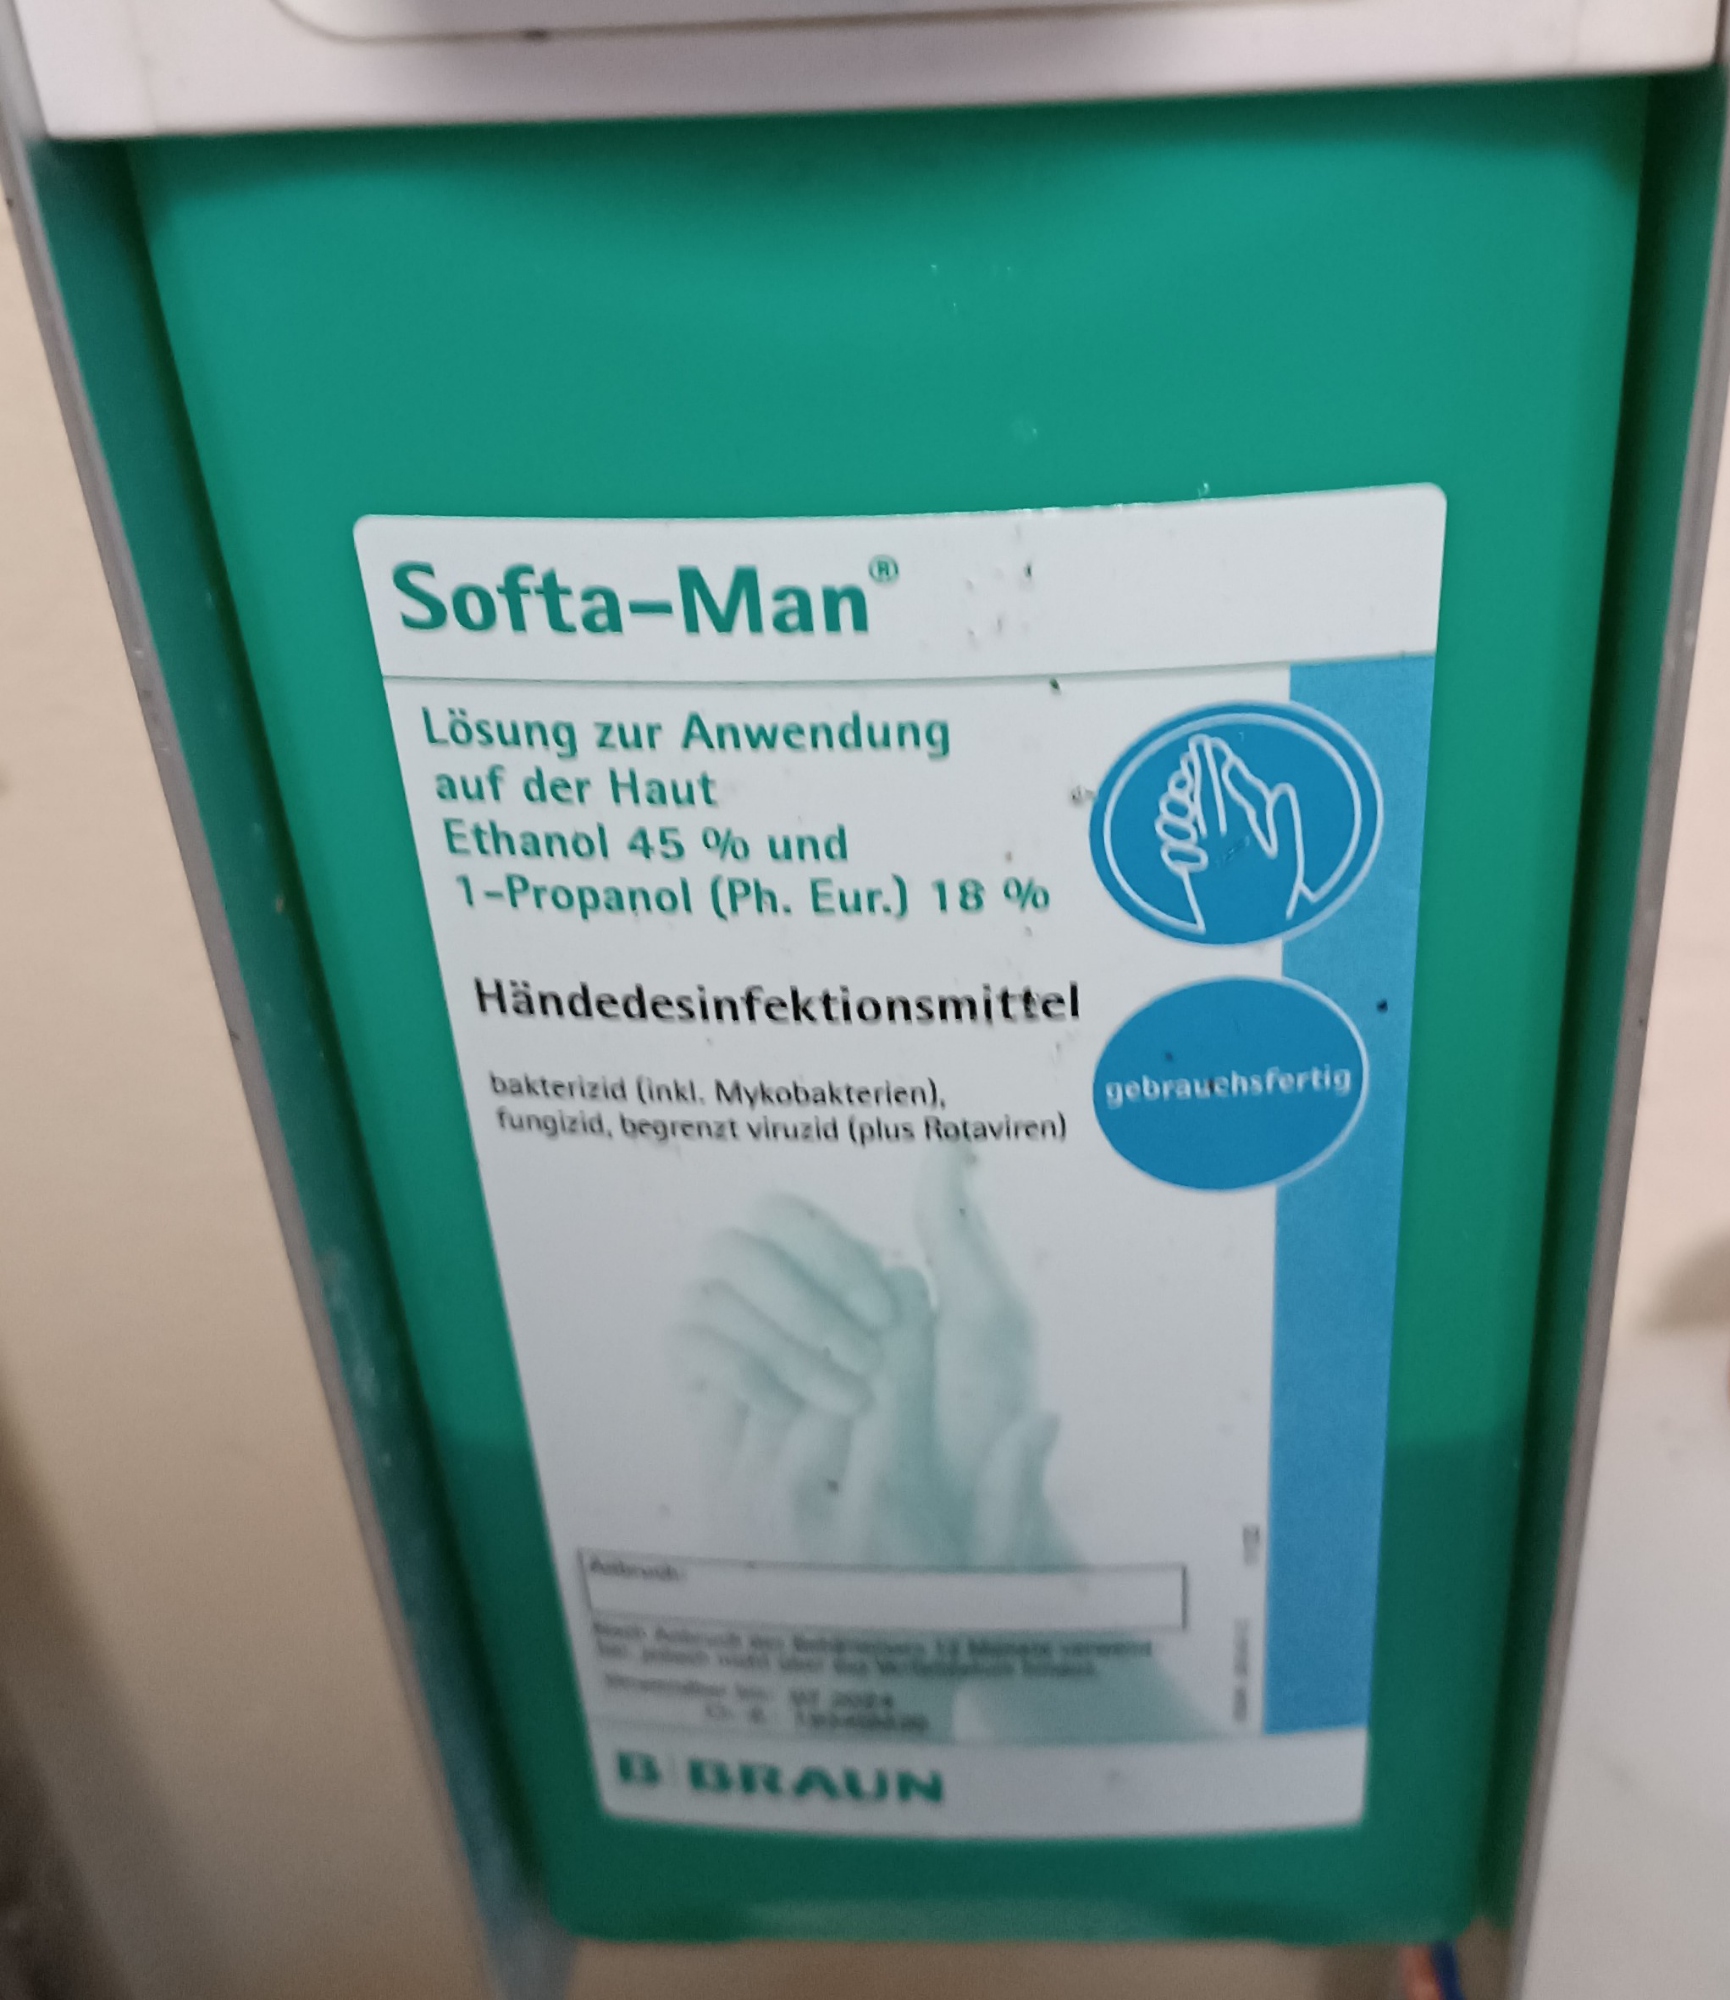 Softa-Man®
Lösung zur Anwendung
auf der Haut
Ethanol 45 % und
1-Propanol (Ph. Eur.) 18 %
Händedesinfektionsmittel
bakterizid (inkl. Mykobakterien),
fungizid, begrenzt viruzid (plus Rotaviren)
gebrauchsfertig
Anbruch:
B|BRAUN